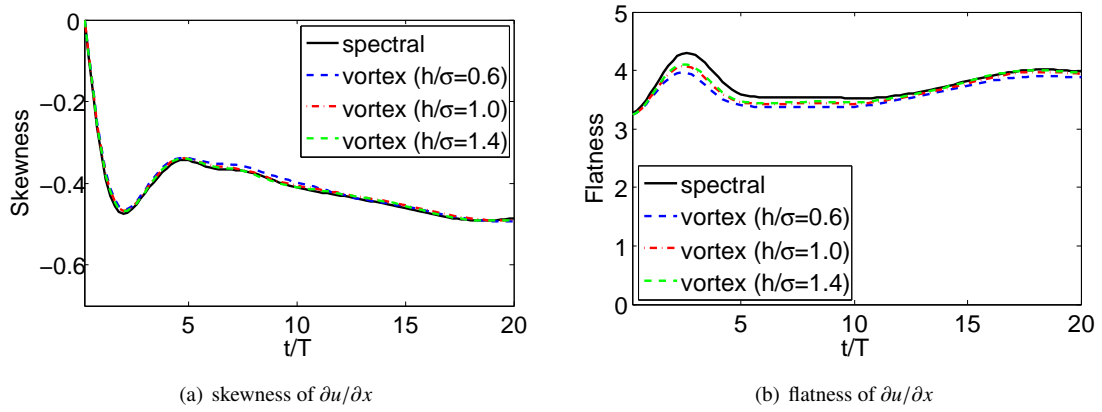 0
−0.2
−0.4
−0.6
Skewness
spectral
vortex (h/σ=0.6)
vortex (h/σ=1.0)
vortex (h/σ=1.4)
5 10 15 20
t/T
(a) skewness of ∂u/∂x
5
4
3
2
1
0
Flatness
spectral
vortex (h/σ=0.6)
vortex (h/σ=1.0)
vortex (h/σ=1.4)
5 10 15 20
t/T
(b) flatness of ∂u/∂x